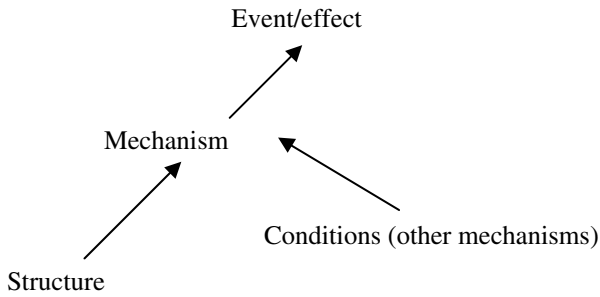 Event/effect
Mechanism
Conditions (other mechanisms)
Structure